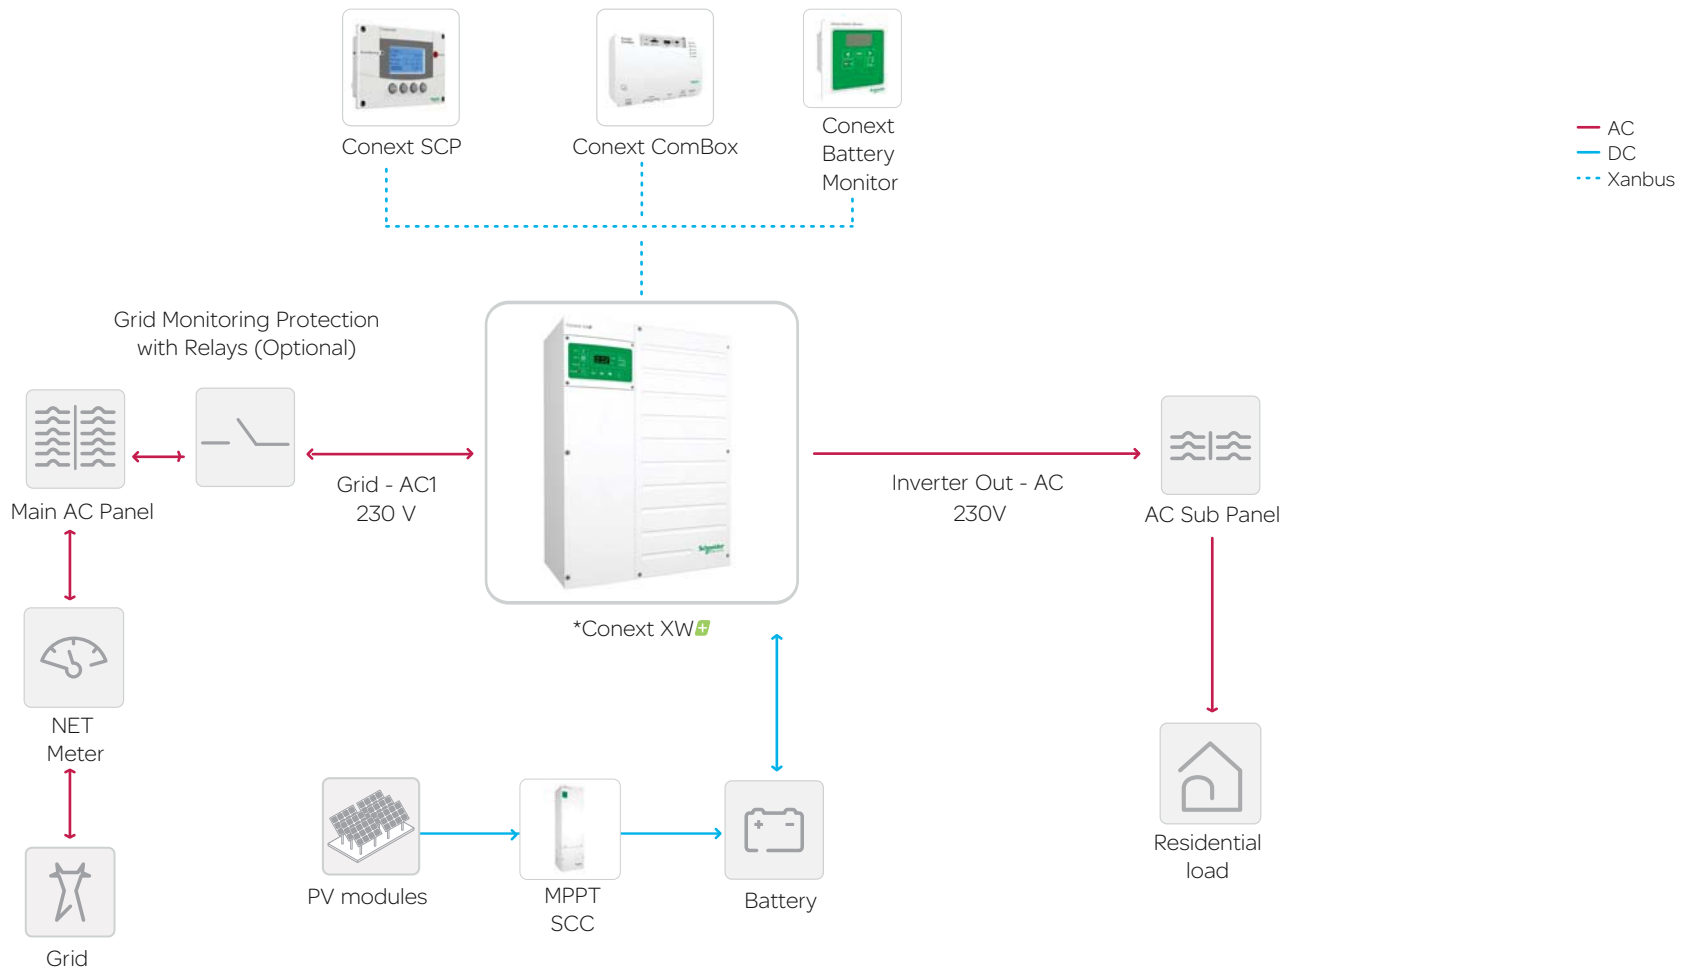 Conext SCP
Conext ComBox
Conext
Battery
Monitor
AC
DC
Xanbus
Grid Monitoring Protection
with Relays (Optional)
Main AC Panel
Grid - AC1
230 V
Schneider
Inverter Out - AC
230V
AC Sub Panel
*Conext XW+
NET
Meter
PV modules
MPPT
SCC
Battery
Residential
load
Grid